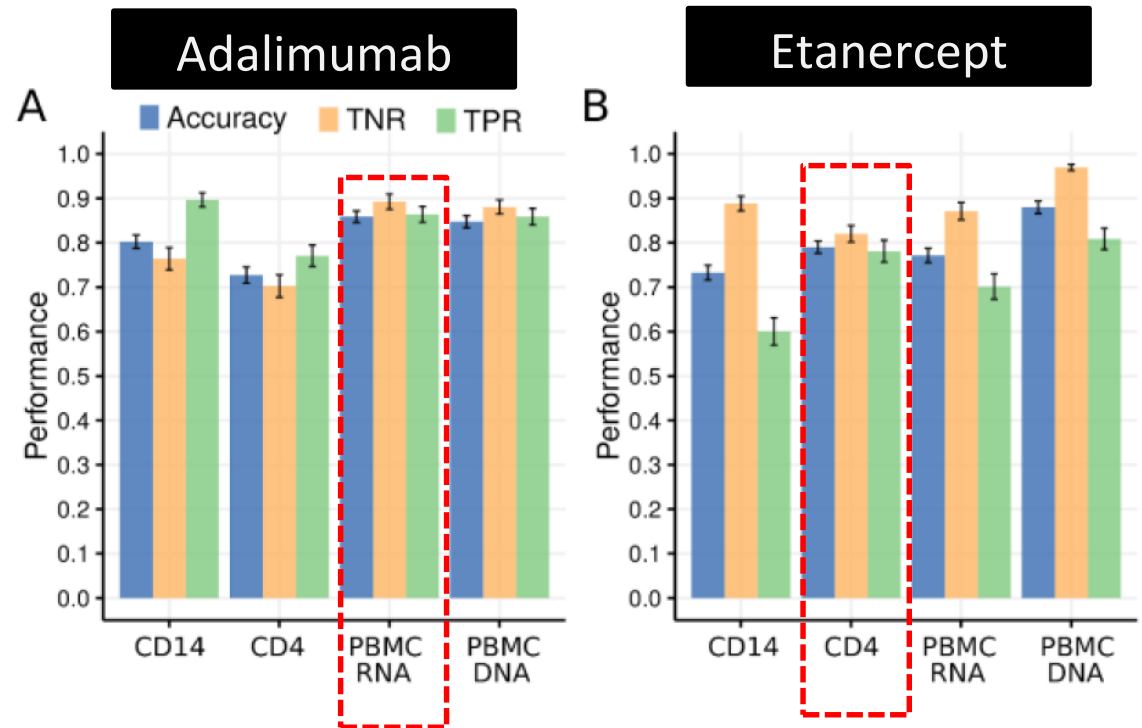 Adalimumab
Etanercept
A
Accuracy
TNR
TPR
B
Performance
1.0
0.9
0.8
0.7
0.6
0.5
0.4
0.3
0.2
0.1
0.0
CD14
CD4
PBMC
RNA
PBMC
DNA
Performance
1.0
0.9
0.8
0.7
0.6
0.5
0.4
0.3
0.2
0.1
0.0
CD14
CD4
PBMC
RNA
PBMC
DNA